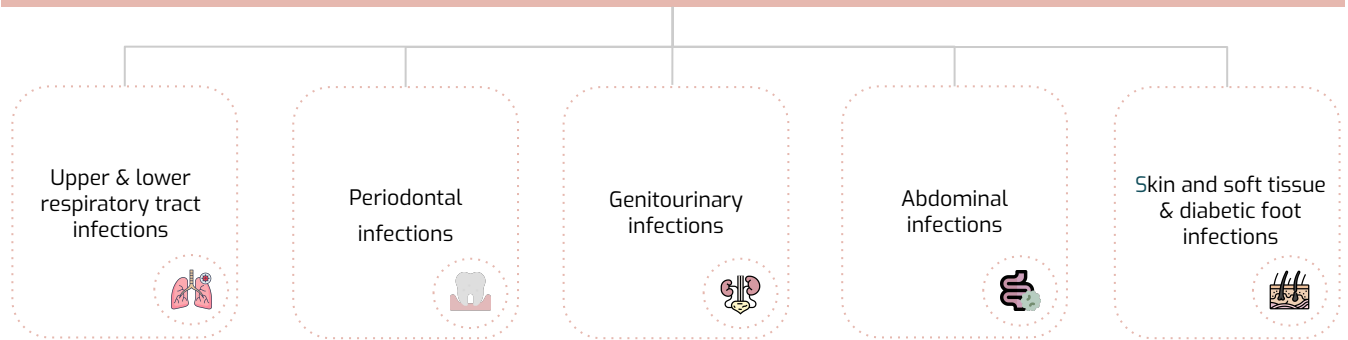 Upper & lower
respiratory tract
infections
Periodontal
infections
Genitourinary
infections
Abdominal
infections
Skin and soft tissue
& diabetic foot
infections